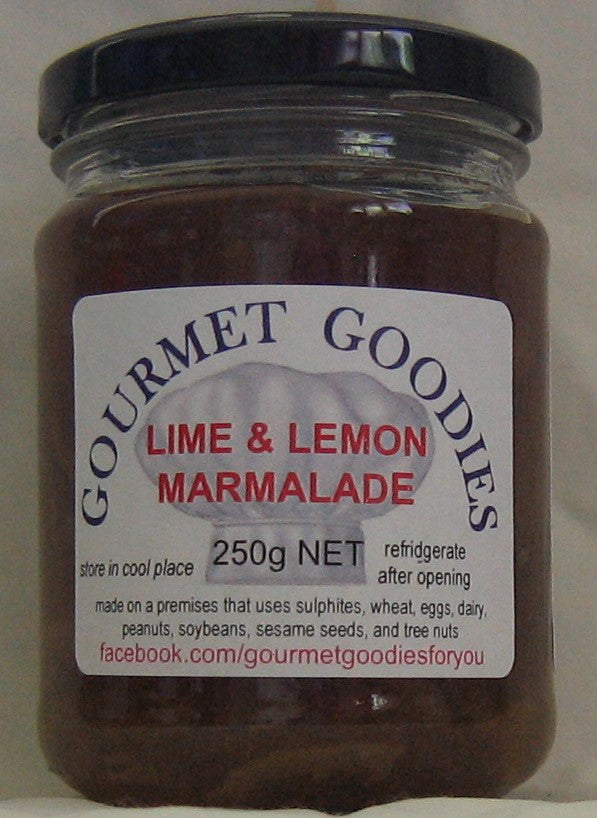 GOURMET GOODIES
LIME & LEMON
MARMALADE
250g NET
store in cool place
refridgerate
after opening
made on a premises that uses sulphites, wheat, eggs, dairy,
peanuts, soybeans, sesame seeds, and tree nuts
facebook.com/gourmetgoodiesforyou